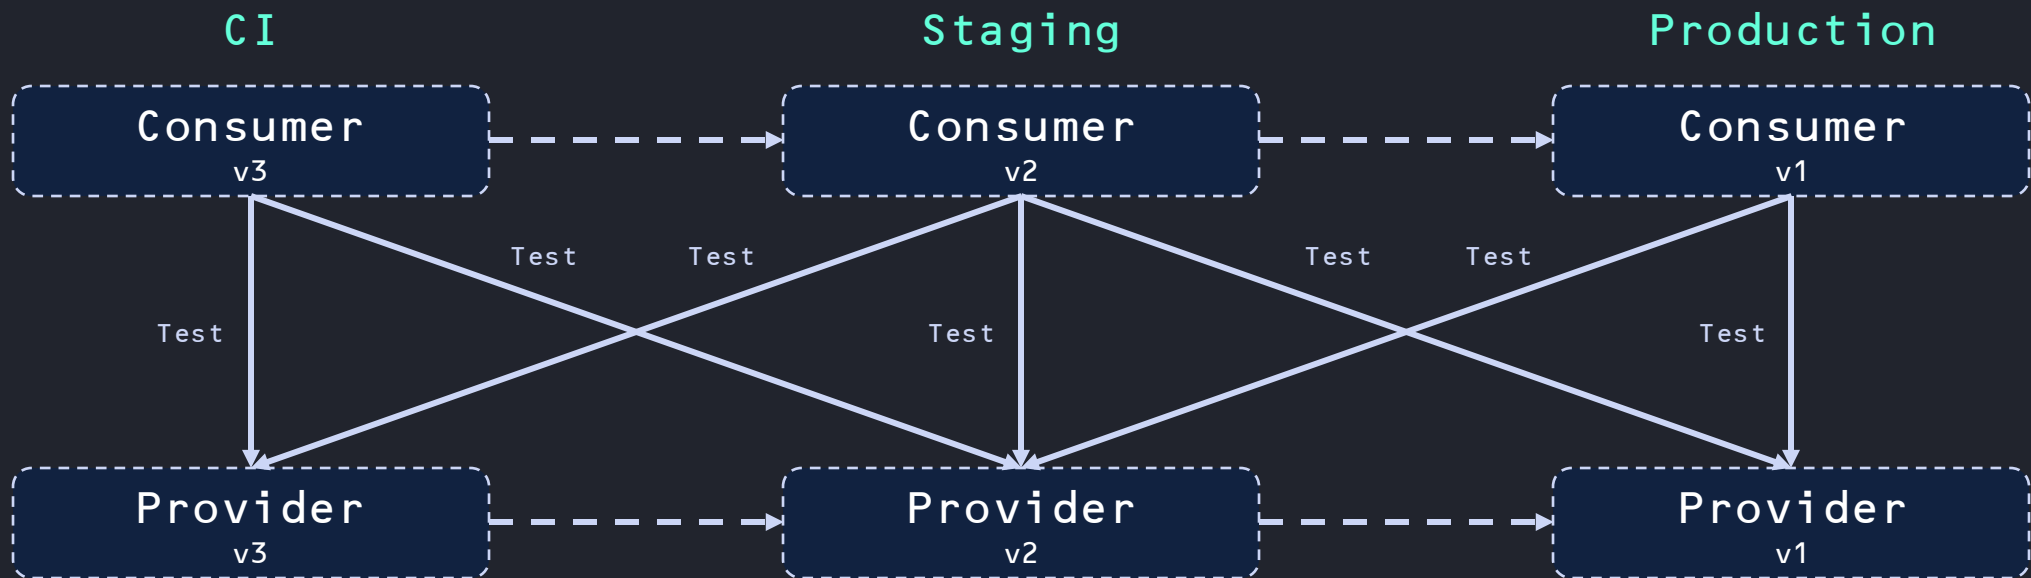 CI
Staging
Production
Consumer
v3
Consumer
v2
Consumer
v1
Test
Test
Test
Test
Test
Test
Test
Provider
v3
Provider
v2
Provider
v1